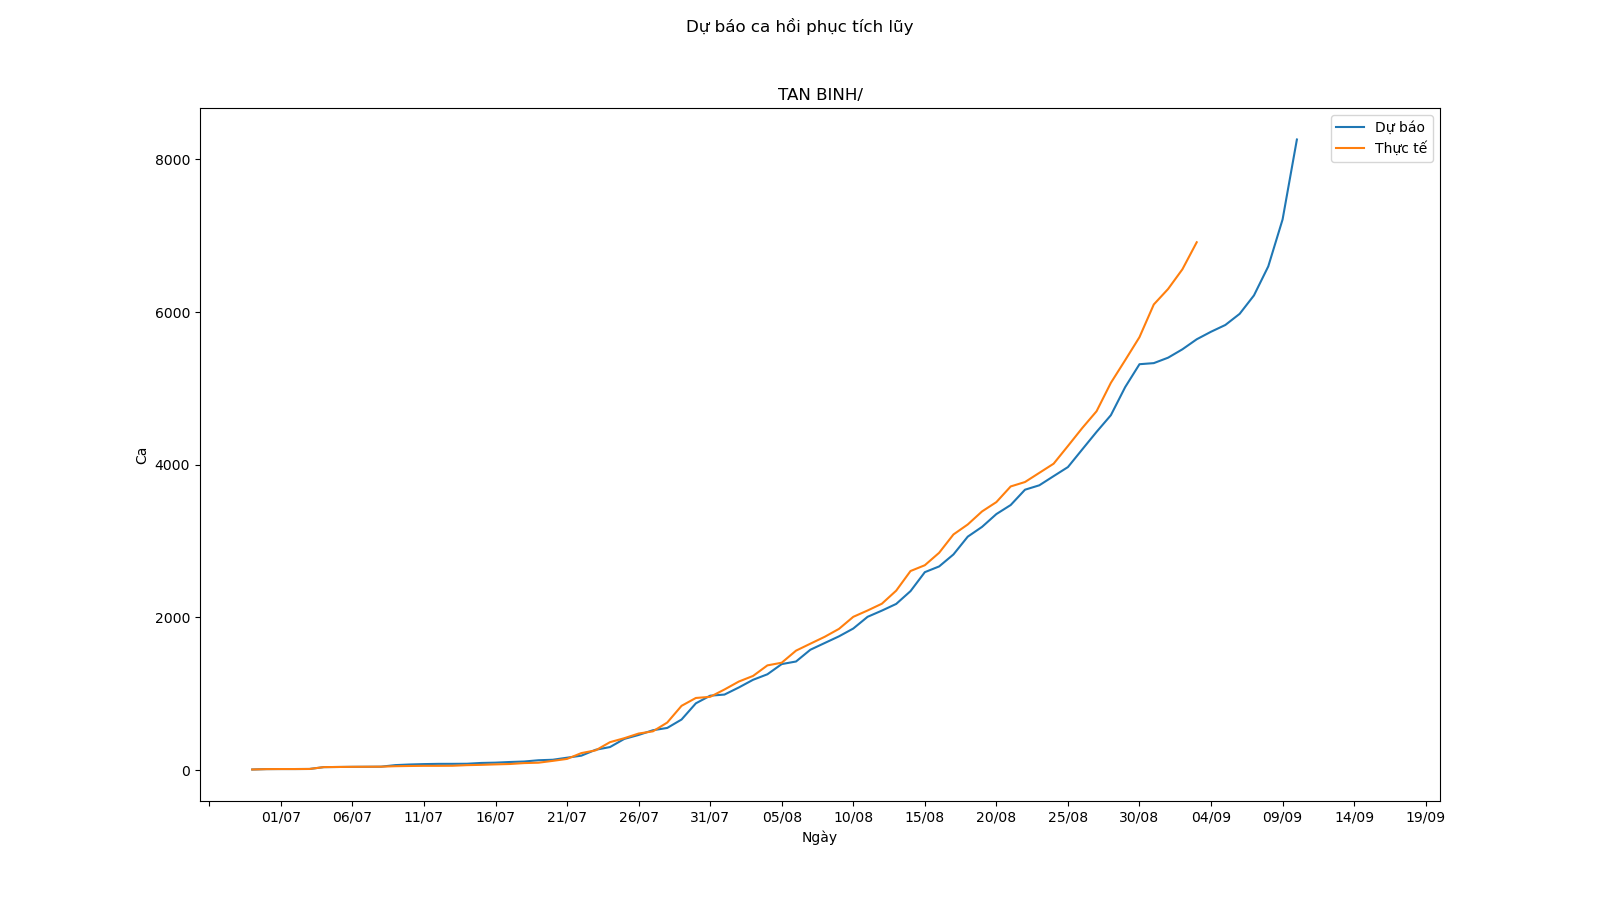 Dự báo ca hồi phục tích lũy
TAN BINH/
Dự báo
Thực tế
8000
6000
4000
2000
0
Ca
01/07 06/07 11/07 16/07 21/07 26/07 31/07 05/08 10/08 15/08 20/08 25/08 30/08 04/09 09/09 14/09 19/09
Ngày